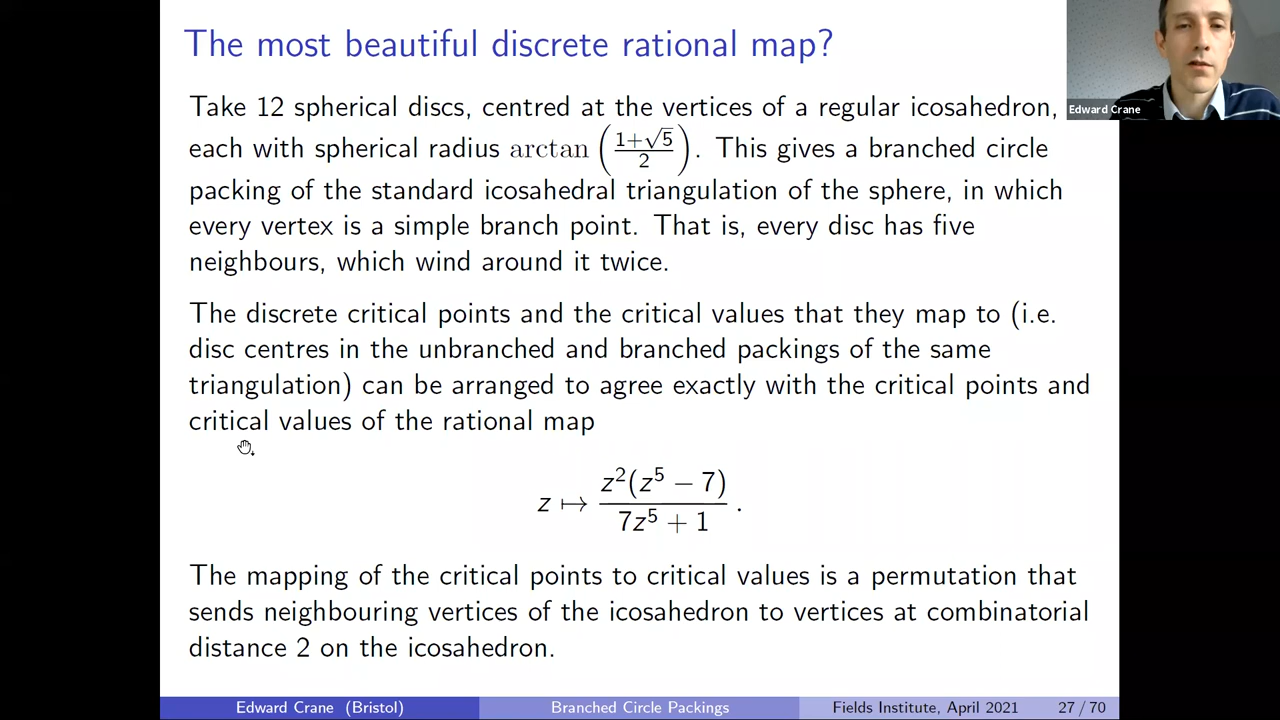 The most beautiful discrete rational map?
Edward Crane
Take 12 spherical discs, centred at the vertices of a regular icosahedron,
each with spherical radius arctan((1+√5)/2). This gives a branched circle
packing of the standard icosahedral triangulation of the sphere, in which
every vertex is a simple branch point. That is, every disc has five
neighbours, which wind around it twice.
The discrete critical points and the critical values that they map to (i.e.
disc centres in the unbranched and branched packings of the same
triangulation) can be arranged to agree exactly with the critical points and
critical values of the rational map
z ↦ z²(z⁵ − 7)/(7z⁵ + 1).
The mapping of the critical points to critical values is a permutation that
sends neighbouring vertices of the icosahedron to vertices at combinatorial
distance 2 on the icosahedron.
Edward Crane (Bristol) Branched Circle Packings Fields Institute, April 2021 27 / 70